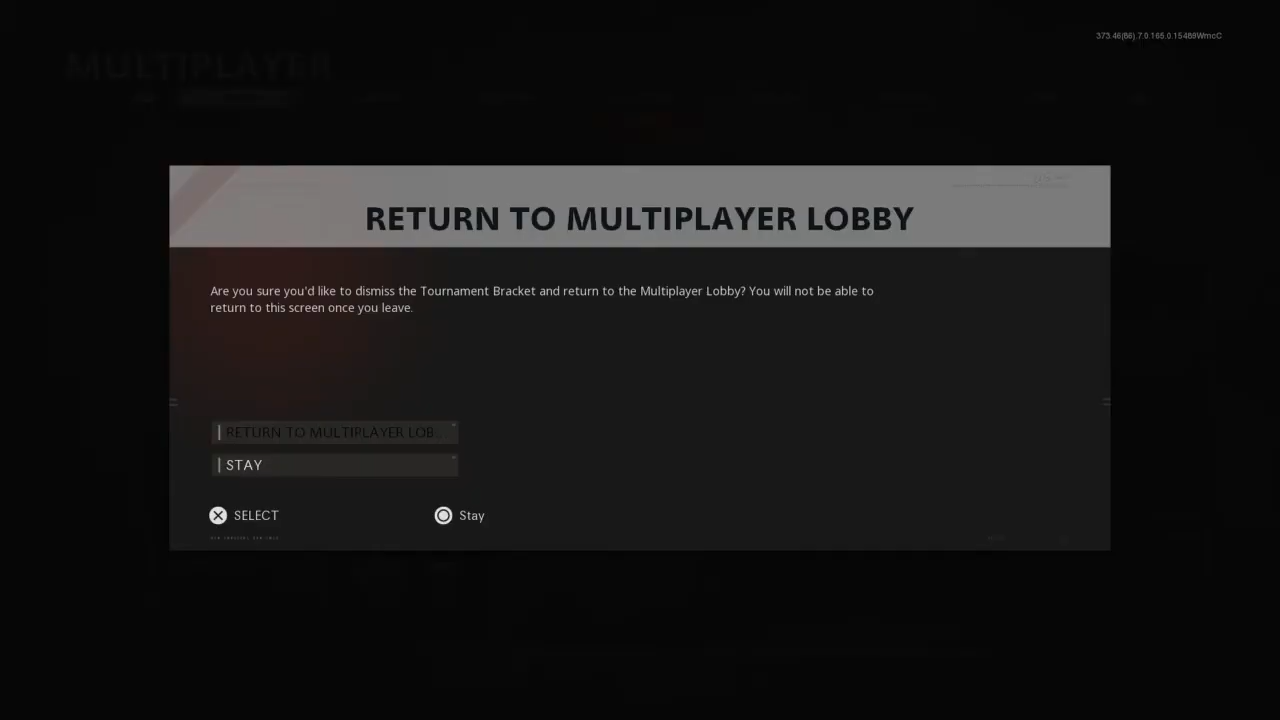 373.46(86).7.0.165.0.15489WmcC
MULTIPLAYER
RETURN TO MULTIPLAYER LOBBY
Are you sure you'd like to dismiss the Tournament Bracket and return to the Multiplayer Lobby? You will not be able to
return to this screen once you leave.
RETURN TO MULTIPLAYER LOB...
STAY
SELECT
Stay